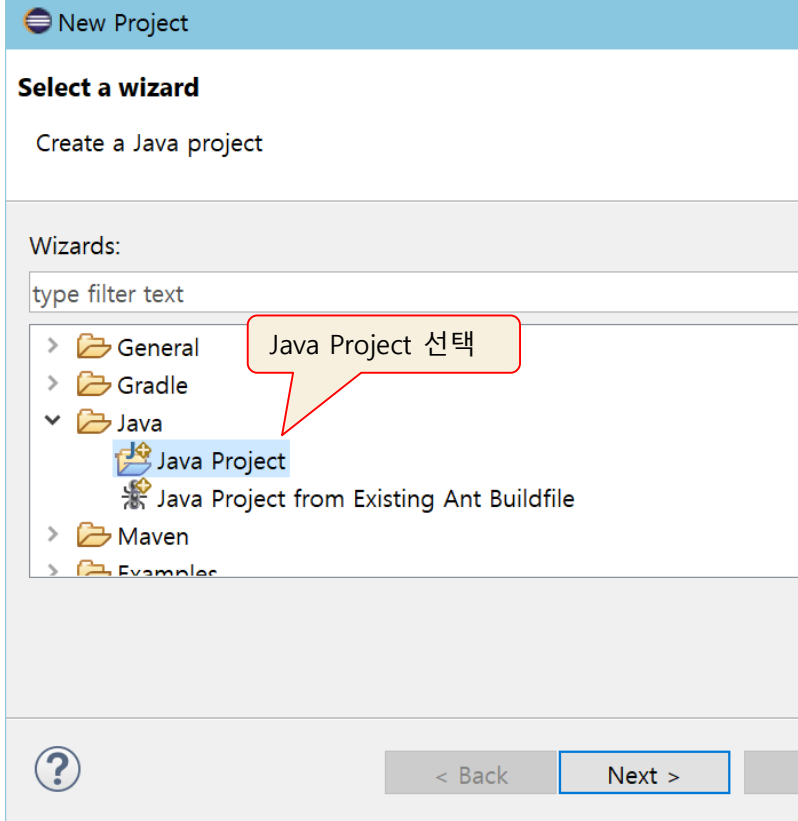 New Project
Select a wizard
Create a Java project
Wizards:
type filter text
General
Java Project 선택
Gradle
Java
Java Project
Java Project from Existing Ant Buildfile
Maven
Examples
?
< Back
Next >